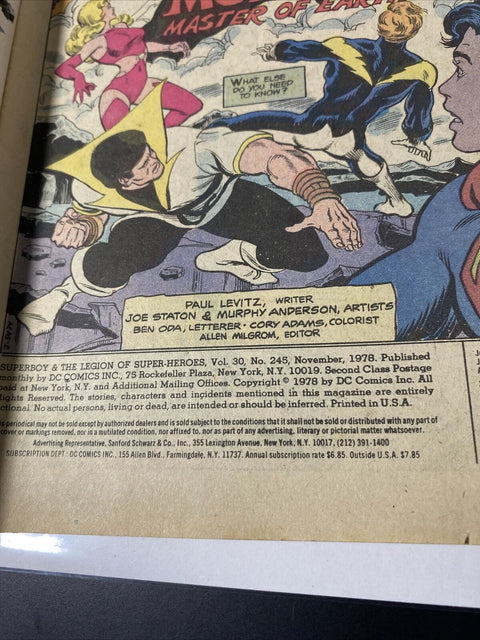 MASTER OF EARTH
WHAT ELSE
DO YOU NEED
TO KNOW?
PAUL LEVITZ, WRITER
JOE STATON & MURPHY ANDERSON, ARTISTS
BEN ODA, LETTERER · CORY ADAMS, COLORIST
ALLEN MILGROM, EDITOR
SUPERBOY & THE LEGION OF SUPER-HEROES, Vol. 30, No. 245, November, 1978. Published
monthly by DC COMICS INC., 75 Rockefeller Plaza, New York, N.Y. 10019. Second Class Postage
paid at New York, N.Y. and Additional Mailing Offices. Copyright © 1978 by DC Comics Inc. All
Rights Reserved. The stories, characters and incidents mentioned in this magazine are entirely
fictional. No actual persons, living or dead, are intended or should be inferred. Printed in U.S.A.
s periodical may not be sold except by authorized dealers and is sold subject to the conditions that it shall not be sold or distributed with any part of
cover or markings removed, nor in a mutilated condition, nor affixed to, nor as part of any advertising, literary or pictorial matter whatsoever.
Advertising Representative, Sanford Schwarz & Co., Inc., 355 Lexington Avenue, New York, N.Y. 10017, (212) 391-1400
SUBSCRIPTION DEPT.: DC COMICS INC., 155 Allen Blvd., Farmingdale, N.Y. 11737. Annual subscription rate $6.85. Outside U.S.A. $7.85